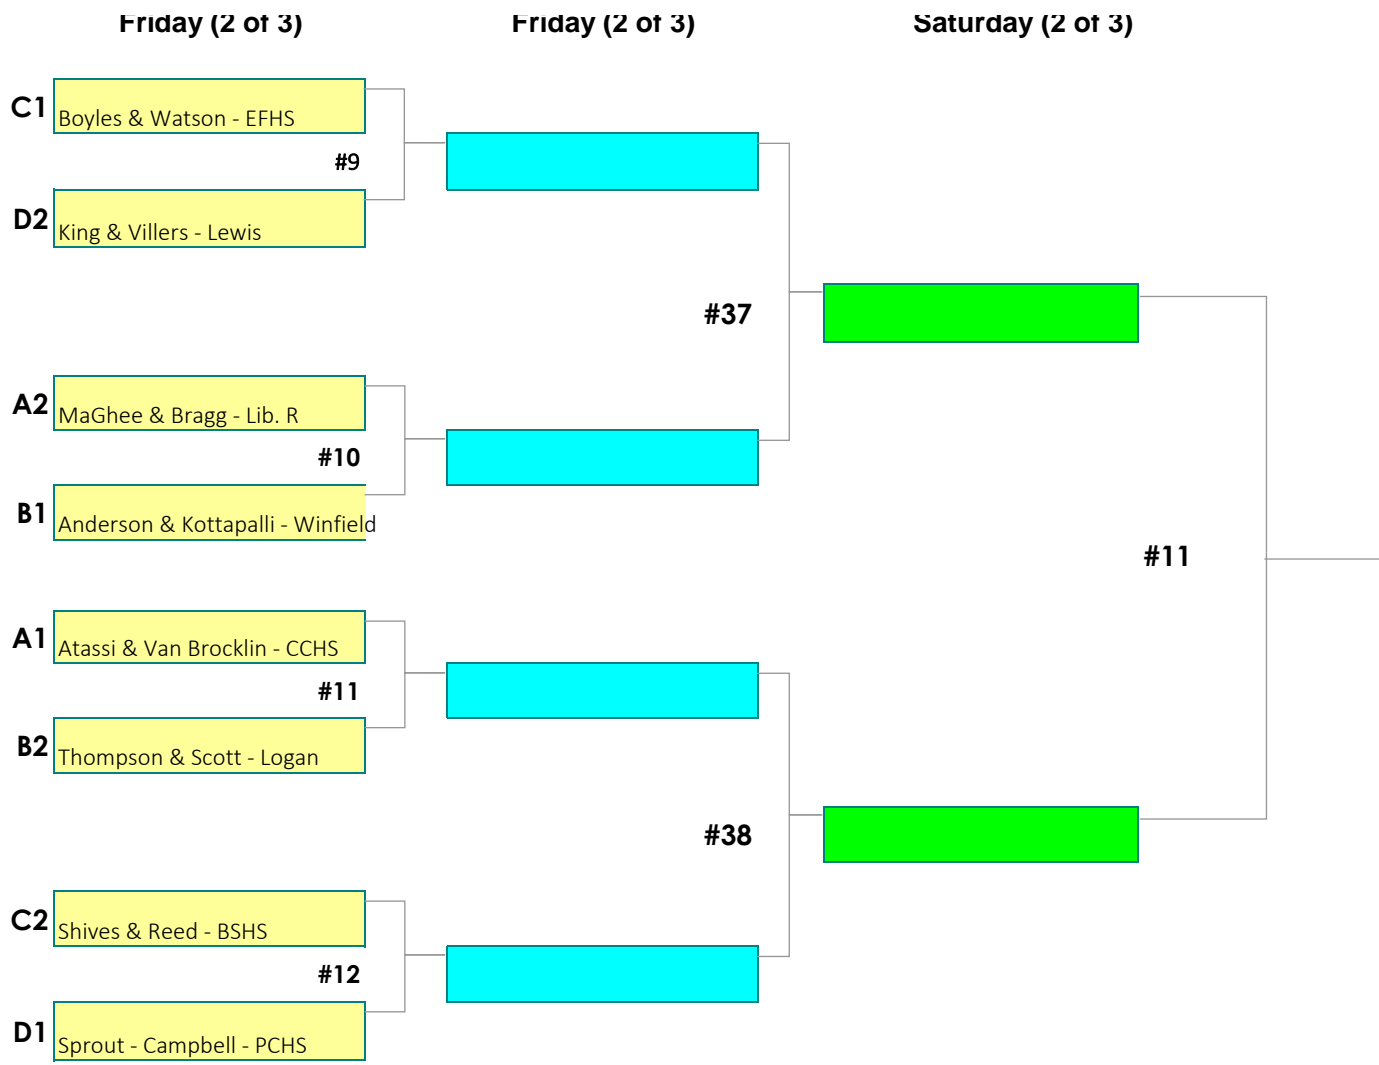 Friday (2 of 3) Friday (2 of 3) Saturday (2 of 3)
C1 Boyles & Watson - EFHS
#9
D2 King & Villers - Lewis
#37
A2 MaGhee & Bragg - Lib. R
#10
B1 Anderson & Kottapalli - Winfield
#11
A1 Atassi & Van Brocklin - CCHS
#11
B2 Thompson & Scott - Logan
#38
C2 Shives & Reed - BSHS
#12
D1 Sprout - Campbell - PCHS